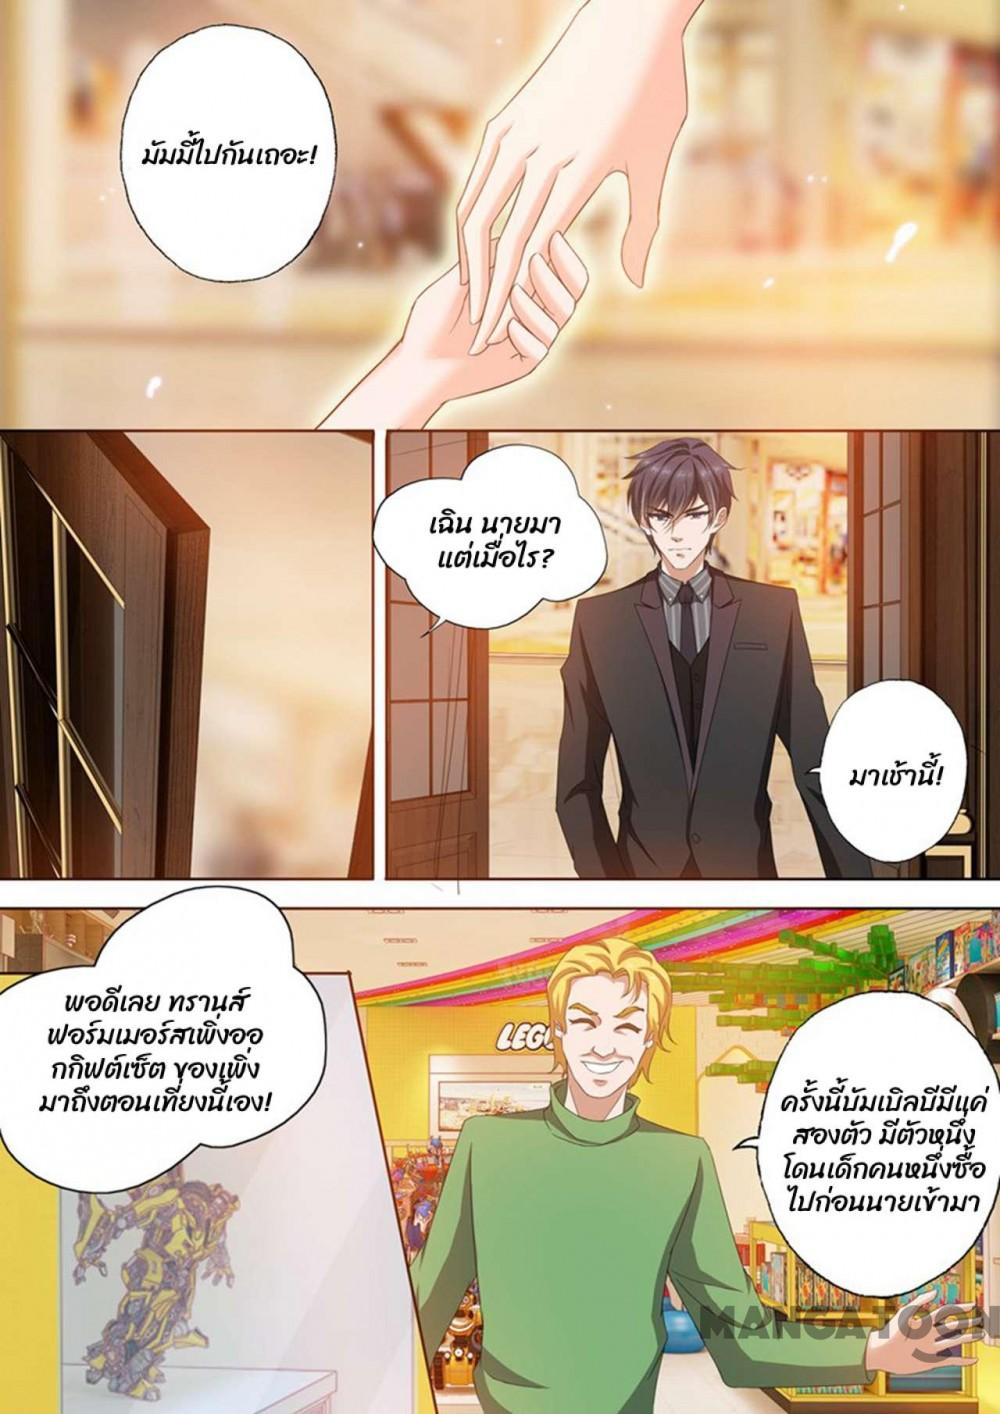 มัมมี้ไปกันเถอะ!
เฉิน นายมา
แต่เมื่อไร?
มาเช้านี้!
พอดีเลย ทรานส์
ฟอร์มเมอร์สเพิ่งออ
กกิฟต์เซ็ต ของเพิ่ง
มาถึงตอนเที่ยงนี้เอง!
LEGO
ครั้งนี้บัมเบิลบีมีแค่
สองตัว มีตัวหนึ่ง
โดนเด็กคนหนึ่งซื้อ
ไปก่อนนายเข้ามา
MANGATOON